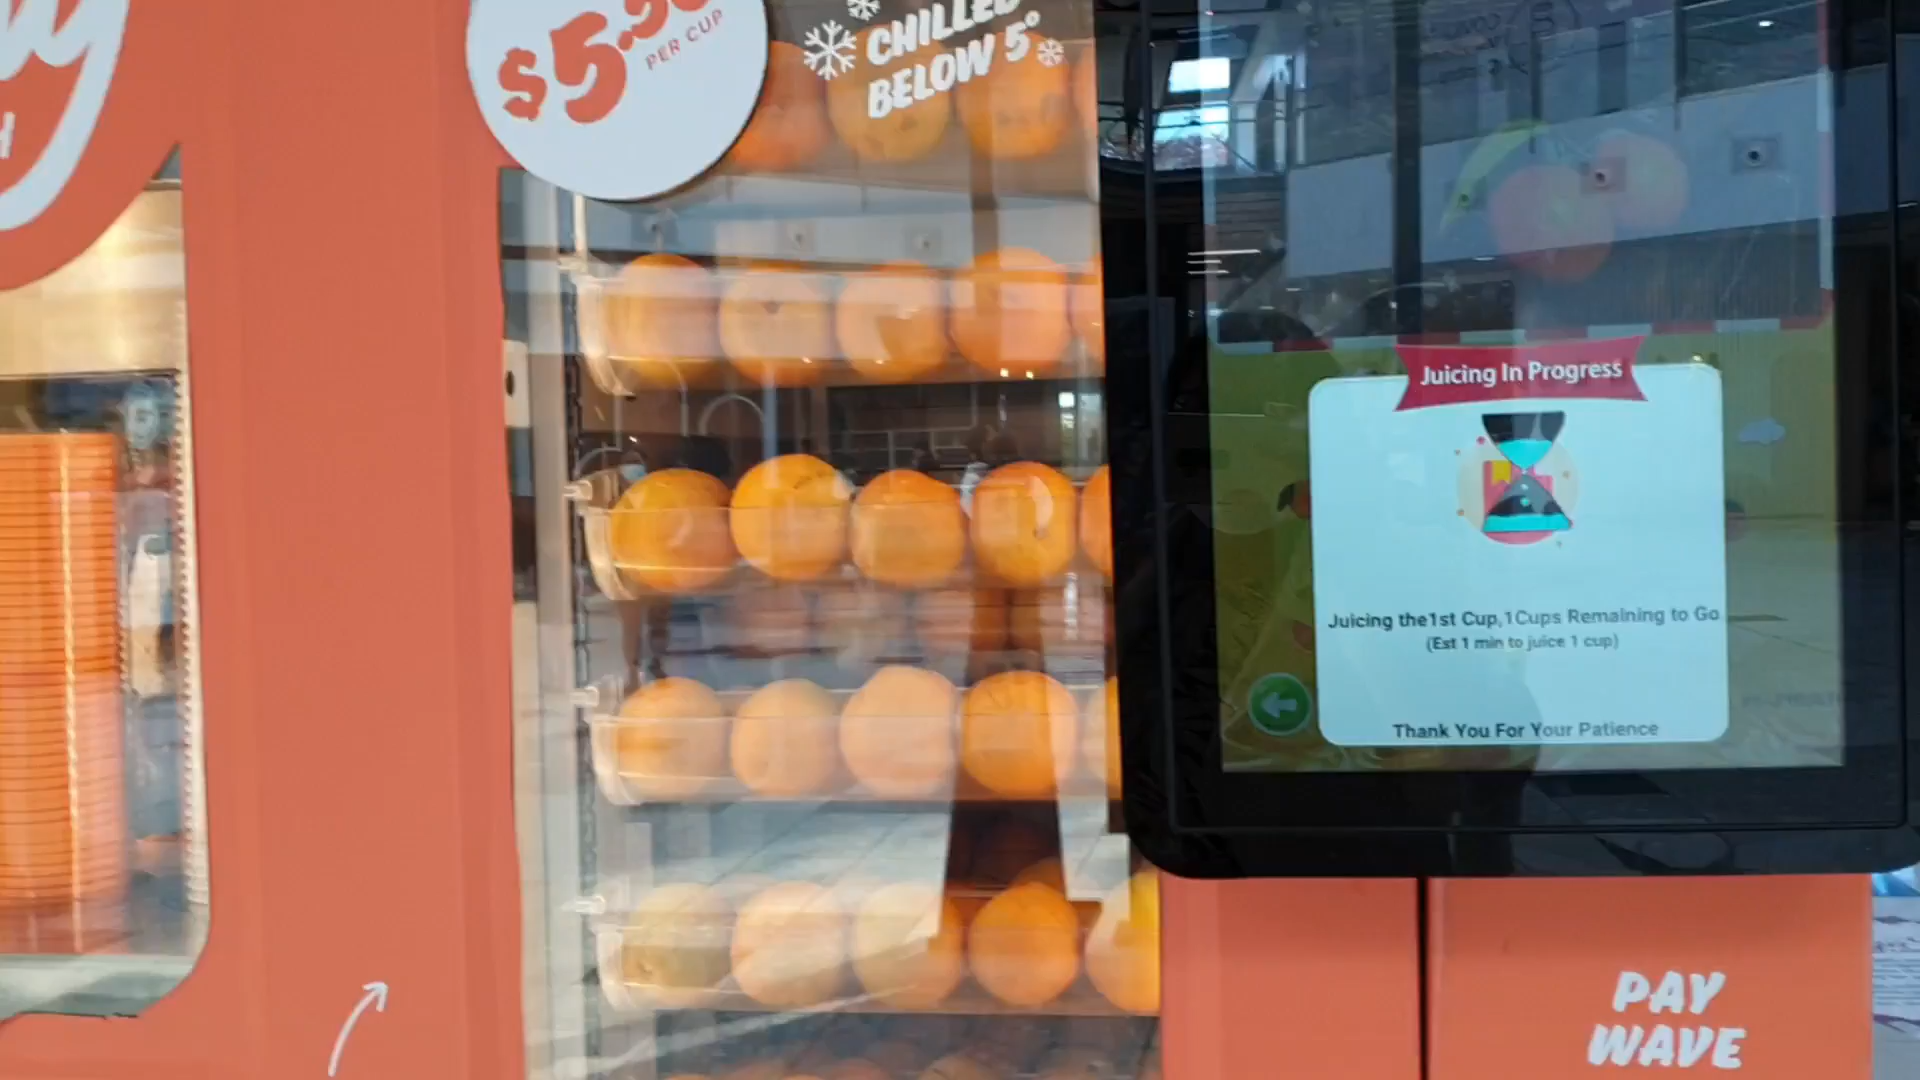 PER CUP
CHILLED
BELOW 5°
Juicing In Progress
Juicing the1st Cup,1Cups Remaining to Go
(Est 1 min to juice 1 cup)
Thank You For Your Patience
PAY
WAVE